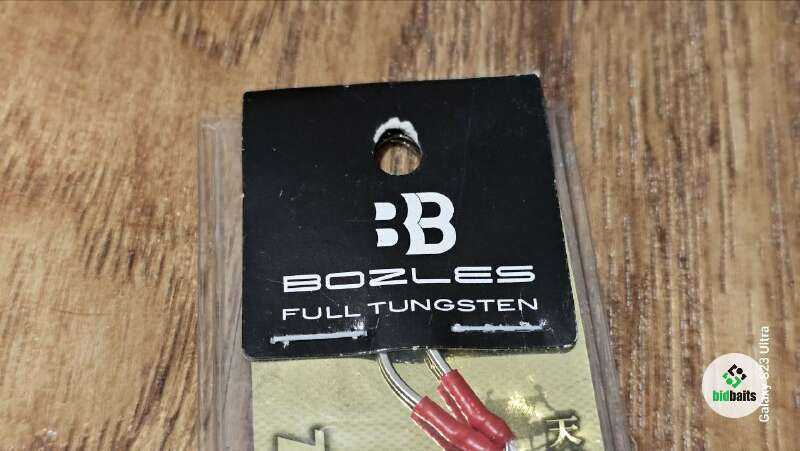 BB
BOZLES
FULL TUNGSTEN
天
bidbaits
Galaxy S23 Ultra